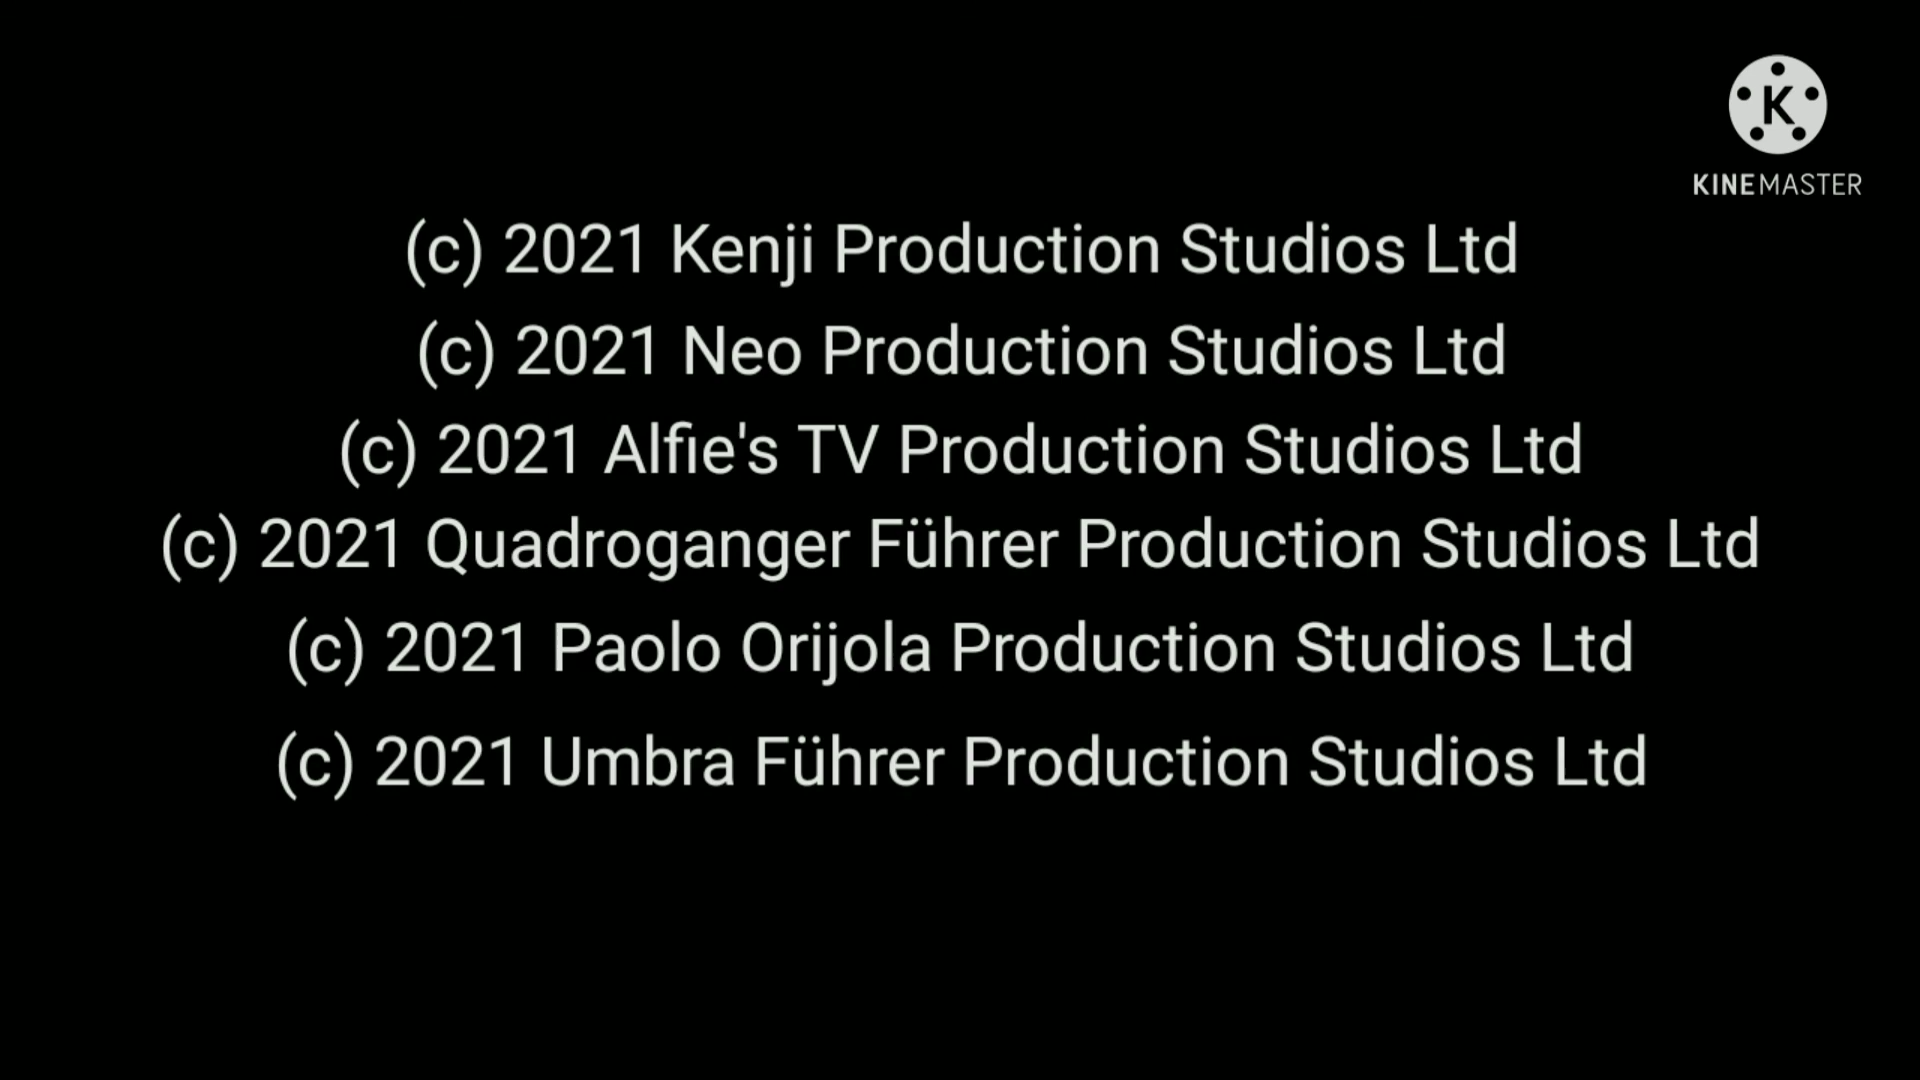 K
KINEMASTER
(c) 2021 Kenji Production Studios Ltd
(c) 2021 Neo Production Studios Ltd
(c) 2021 Alfie's TV Production Studios Ltd
(c) 2021 Quadroganger Führer Production Studios Ltd
(c) 2021 Paolo Orijola Production Studios Ltd
(c) 2021 Umbra Führer Production Studios Ltd